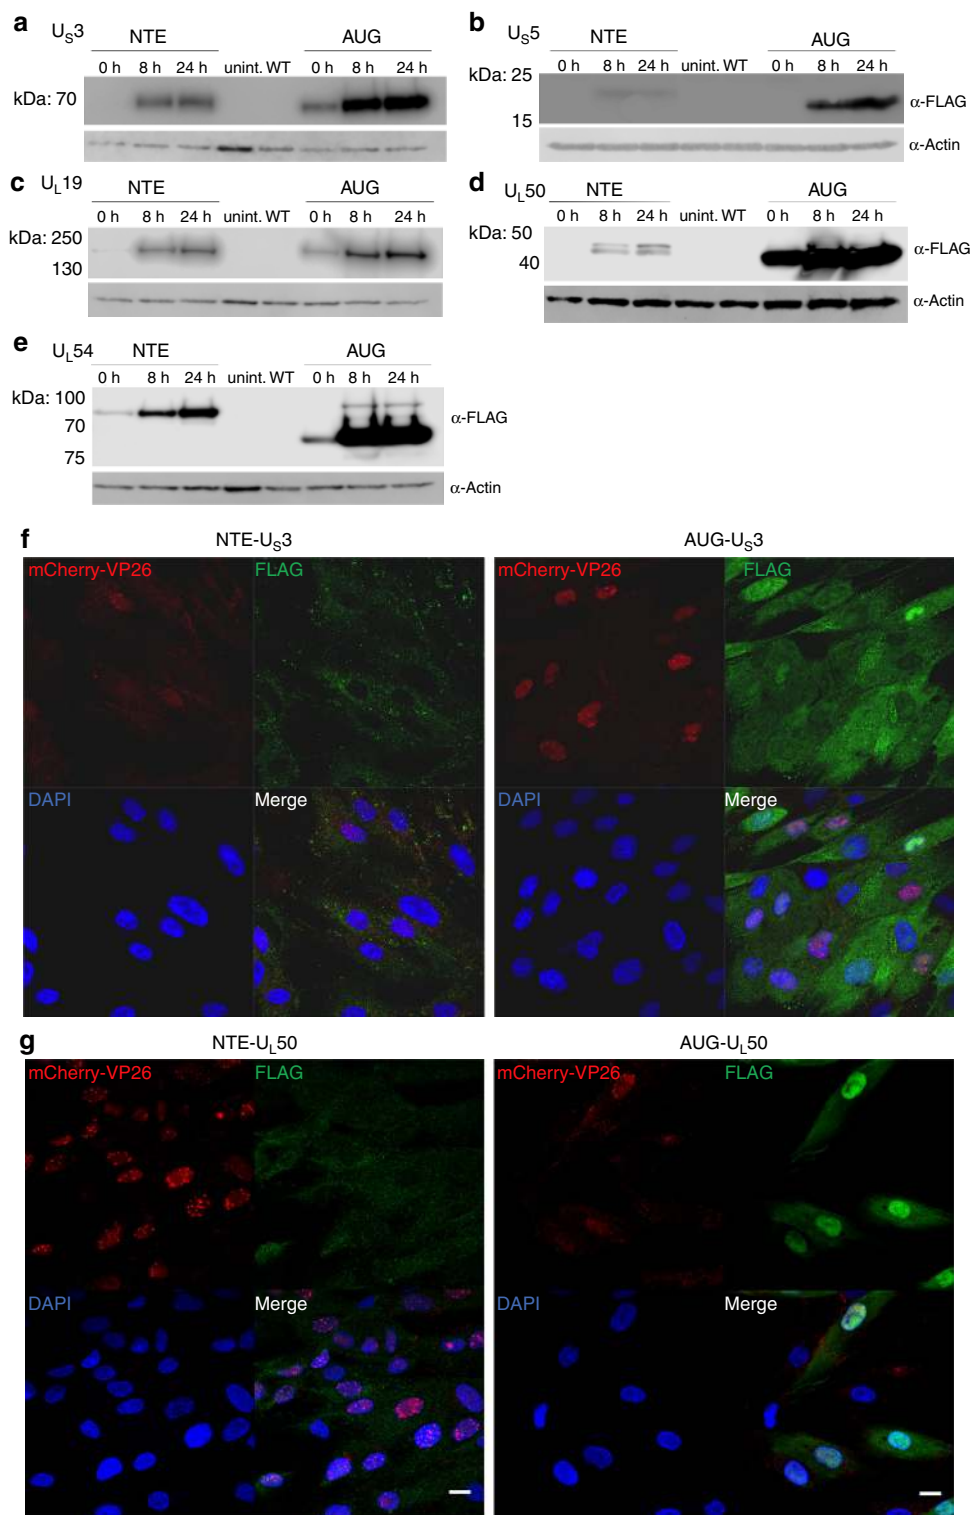 a US3 NTE AUG
0 h 8 h 24 h unint. WT 0 h 8 h 24 h
kDa: 70
b US5 NTE AUG
0 h 8 h 24 h unint. WT 0 h 8 h 24 h
kDa: 25
15
α-FLAG
α-Actin
c UL19 NTE AUG
0 h 8 h 24 h unint. WT 0 h 8 h 24 h
kDa: 250
130
d UL50 NTE AUG
0 h 8 h 24 h unint. WT 0 h 8 h 24 h
kDa: 50
40
α-FLAG
α-Actin
e UL54 NTE AUG
0 h 8 h 24 h unint. WT 0 h 8 h 24 h
kDa: 100
70
75
α-FLAG
α-Actin
f NTE-US3 AUG-US3
mCherry-VP26 FLAG mCherry-VP26 FLAG
DAPI Merge DAPI Merge
g NTE-UL50 AUG-UL50
mCherry-VP26 FLAG mCherry-VP26 FLAG
DAPI Merge DAPI Merge